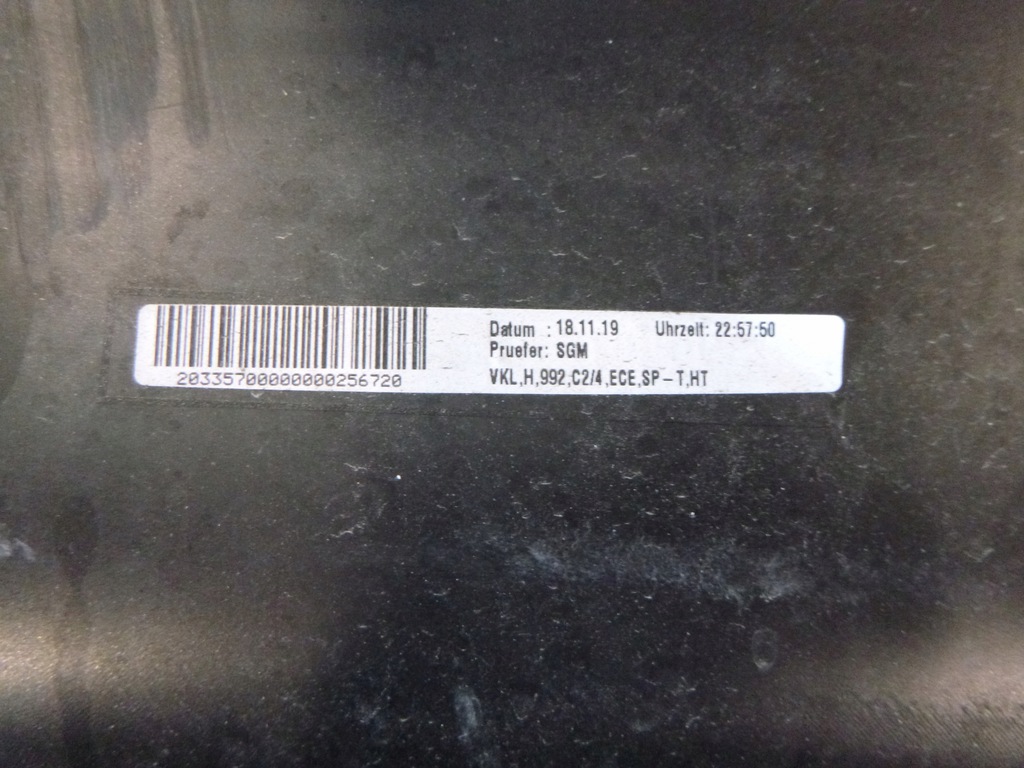 Datum : 18.11.19 Uhrzeit: 22:57:50
Pruefer: SGM
20335700000000256720 VKL,H,992,C2/4,ECE,SP-T,HT